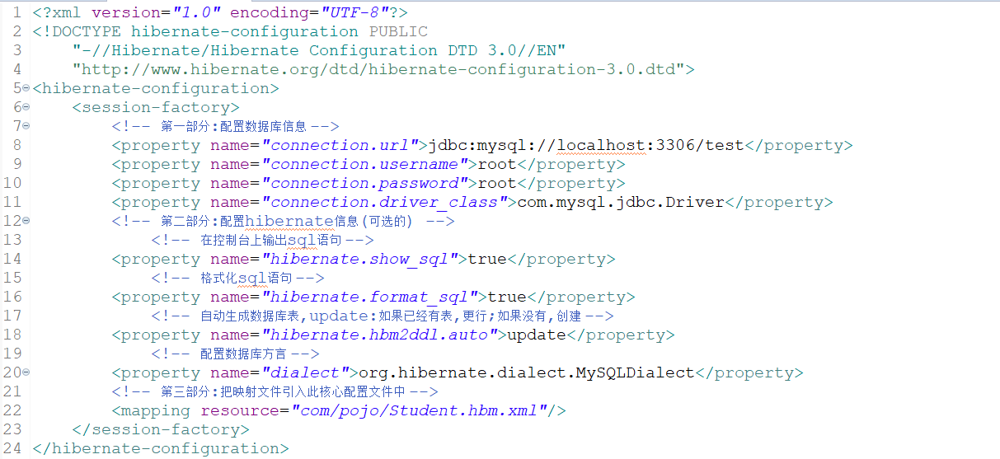 1 <?xml version="1.0" encoding="UTF-8"?>
2 <!DOCTYPE hibernate-configuration PUBLIC
3     "-//Hibernate/Hibernate Configuration DTD 3.0//EN"
4     "http://www.hibernate.org/dtd/hibernate-configuration-3.0.dtd">
5 <hibernate-configuration>
6     <session-factory>
7         <!-- 第一部分:配置数据库信息 -->
8         <property name="connection.url">jdbc:mysql://localhost:3306/test</property>
9         <property name="connection.username">root</property>
10         <property name="connection.password">root</property>
11         <property name="connection.driver_class">com.mysql.jdbc.Driver</property>
12         <!-- 第二部分:配置hibernate信息(可选的) -->
13             <!-- 在控制台上输出sql语句 -->
14         <property name="hibernate.show_sql">true</property>
15             <!-- 格式化sql语句 -->
16         <property name="hibernate.format_sql">true</property>
17             <!-- 自动生成数据库表,update:如果已经有表,更行;如果没有,创建 -->
18         <property name="hibernate.hbm2ddl.auto">update</property>
19             <!-- 配置数据库方言 -->
20         <property name="dialect">org.hibernate.dialect.MySQLDialect</property>
21         <!-- 第三部分:把映射文件引入此核心配置文件中 -->
22         <mapping resource="com/pojo/Student.hbm.xml"/>
23     </session-factory>
24 </hibernate-configuration>